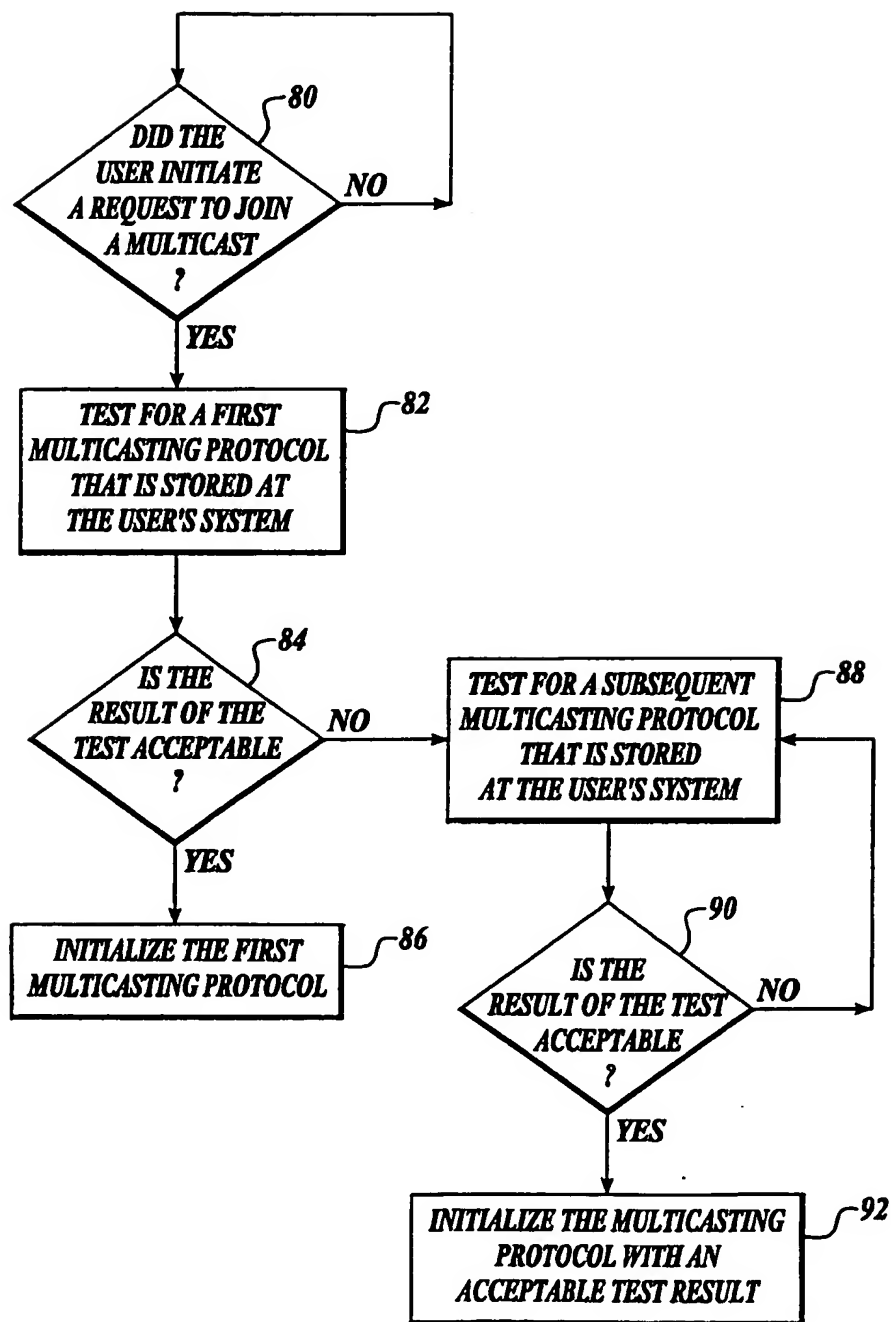 80
DID THE
USER INITIATE
A REQUEST TO JOIN
A MULTICAST
?
NO
YES
82
TEST FOR A FIRST
MULTICASTING PROTOCOL
THAT IS STORED AT
THE USER'S SYSTEM
84
IS THE
RESULT OF THE
TEST ACCEPTABLE
?
NO
YES
86
INITIALIZE THE FIRST
MULTICASTING PROTOCOL
88
TEST FOR A SUBSEQUENT
MULTICASTING PROTOCOL
THAT IS STORED
AT THE USER'S SYSTEM
90
IS THE
RESULT OF THE TEST
ACCEPTABLE
?
NO
YES
92
INITIALIZE THE MULTICASTING
PROTOCOL WITH AN
ACCEPTABLE TEST RESULT